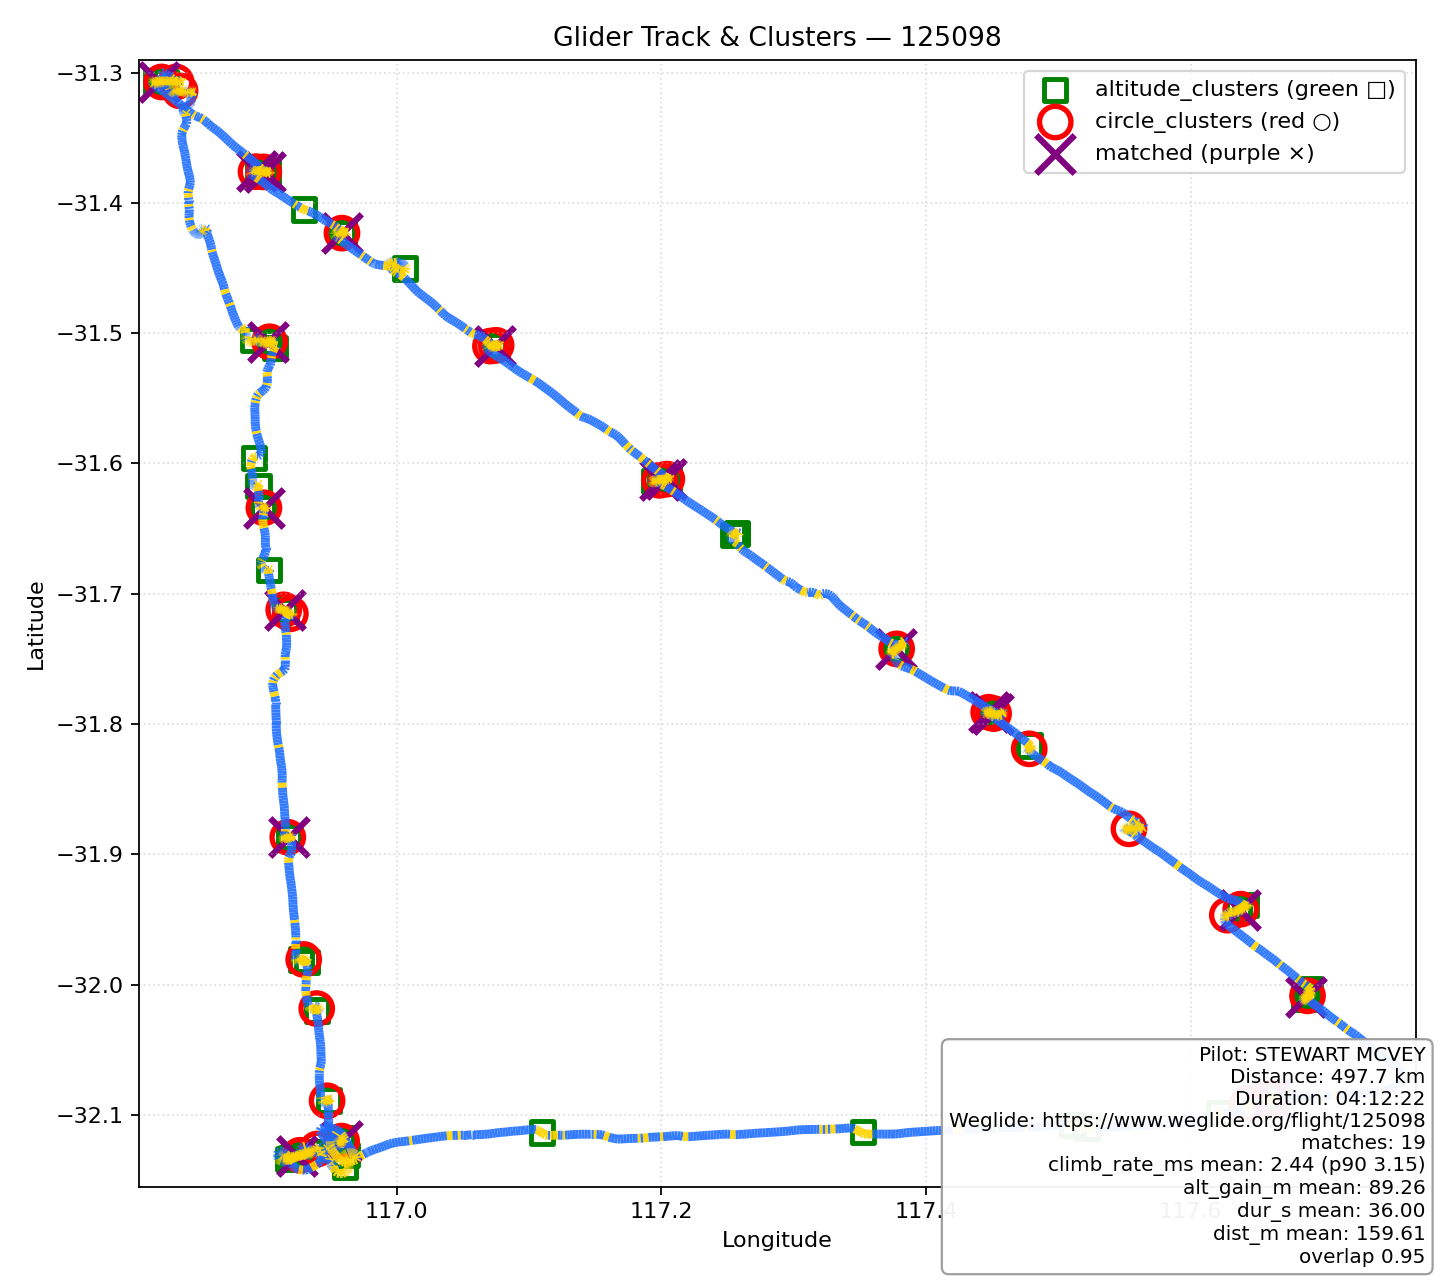 Glider Track & Clusters — 125098
altitude_clusters (green □)
circle_clusters (red ○)
matched (purple ×)
−31.3
−31.4
−31.5
−31.6
−31.7
−31.8
−31.9
−32.0
−32.1
Latitude
117.0
117.2
117.4
117.6
Longitude
Pilot: STEWART MCVEY
Distance: 497.7 km
Duration: 04:12:22
Weglide: https://www.weglide.org/flight/125098
matches: 19
climb_rate_ms mean: 2.44 (p90 3.15)
alt_gain_m mean: 89.26
dur_s mean: 36.00
dist_m mean: 159.61
overlap 0.95